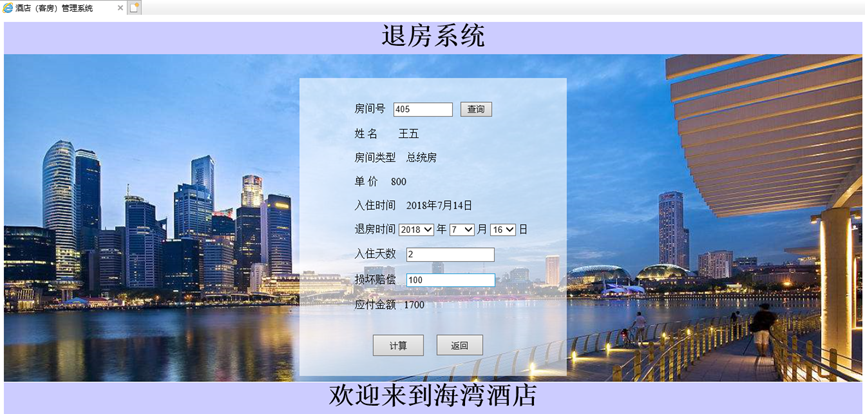 酒店（客房）管理系统
退房系统
房间号 405 查询
姓 名 王五
房间类型 总统房
单 价 800
入住时间 2018年7月14日
退房时间 2018 年 7 月 16 日
入住天数 2
损坏赔偿 100
应付金额 1700
计算 返回
欢迎来到海湾酒店